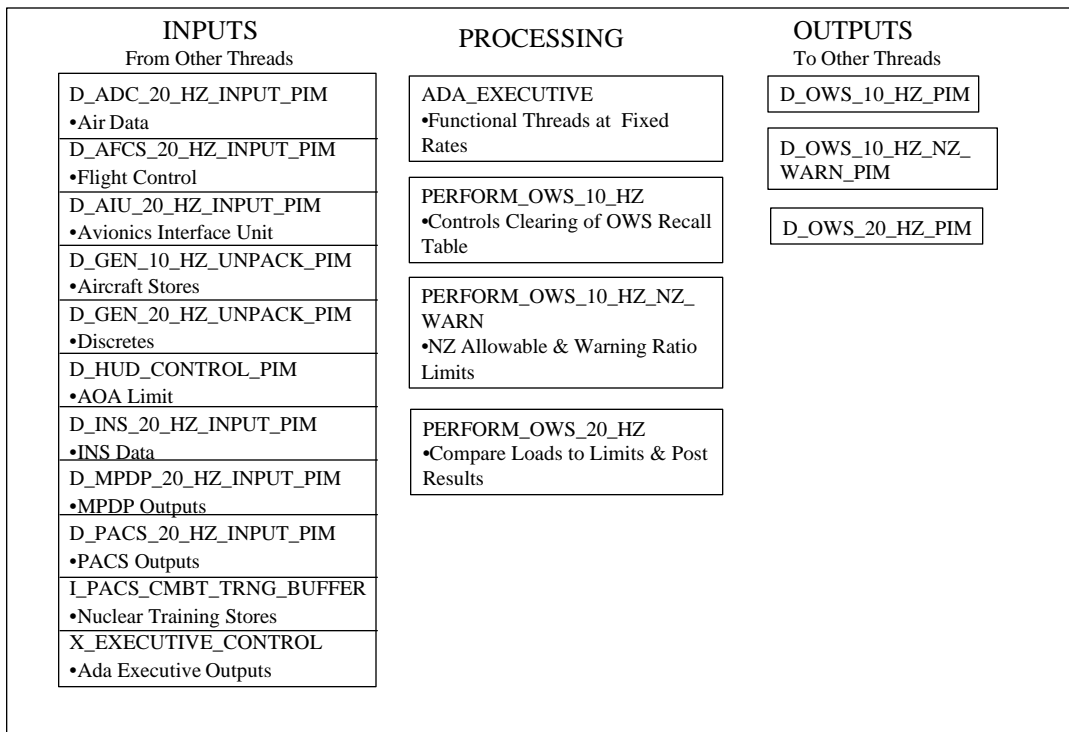 INPUTS
From Other Threads
D_ADC_20_HZ_INPUT_PIM
•Air Data
D_AFCS_20_HZ_INPUT_PIM
•Flight Control
D_AIU_20_HZ_INPUT_PIM
•Avionics Interface Unit
D_GEN_10_HZ_UNPACK_PIM
•Aircraft Stores
D_GEN_20_HZ_UNPACK_PIM
•Discretes
D_HUD_CONTROL_PIM
•AOA Limit
D_INS_20_HZ_INPUT_PIM
•INS Data
D_MPDP_20_HZ_INPUT_PIM
•MPDP Outputs
D_PACS_20_HZ_INPUT_PIM
•PACS Outputs
I_PACS_CMBT_TRNG_BUFFER
•Nuclear Training Stores
X_EXECUTIVE_CONTROL
•Ada Executive Outputs
PROCESSING
ADA_EXECUTIVE
•Functional Threads at Fixed
Rates
PERFORM_OWS_10_HZ
•Controls Clearing of OWS Recall
Table
PERFORM_OWS_10_HZ_NZ_
WARN
•NZ Allowable & Warning Ratio
Limits
PERFORM_OWS_20_HZ
•Compare Loads to Limits & Post
Results
OUTPUTS
To Other Threads
D_OWS_10_HZ_PIM
D_OWS_10_HZ_NZ_
WARN_PIM
D_OWS_20_HZ_PIM